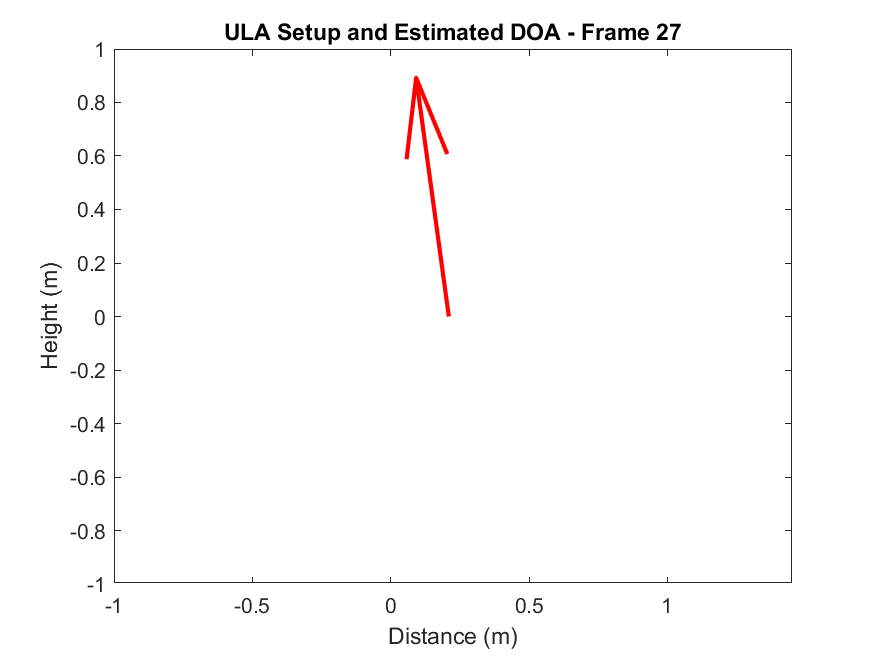 ULA Setup and Estimated DOA - Frame 27
1
0.8
0.6
0.4
0.2
0
-0.2
-0.4
-0.6
-0.8
-1
Height (m)
-1 -0.5 0 0.5 1
Distance (m)